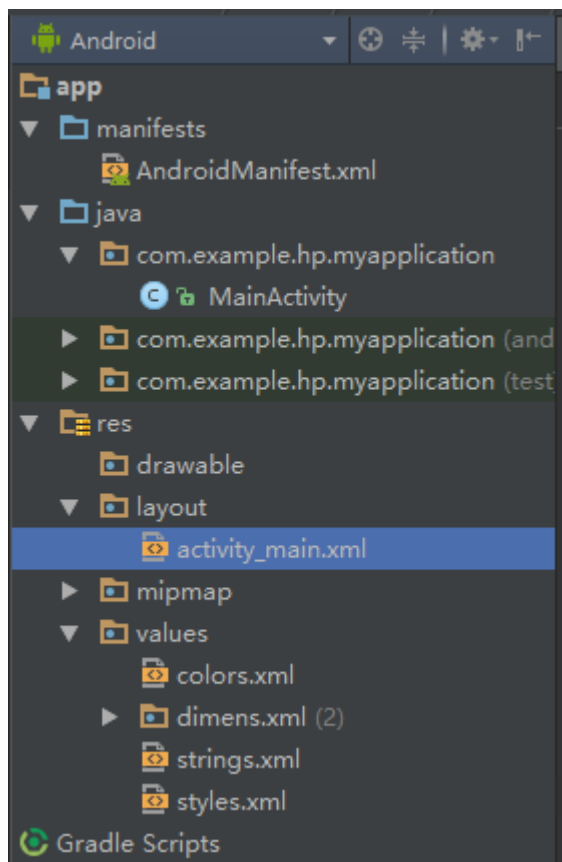 Android
app
manifests
AndroidManifest.xml
java
com.example.hp.myapplication
MainActivity
com.example.hp.myapplication (and
com.example.hp.myapplication (test)
res
drawable
layout
activity_main.xml
mipmap
values
colors.xml
dimens.xml (2)
strings.xml
styles.xml
Gradle Scripts